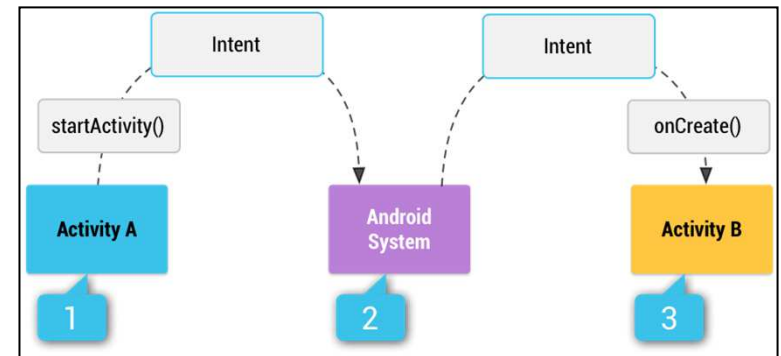 Intent
Intent
startActivity()
onCreate()
Activity A
Android
System
Activity B
1
2
3